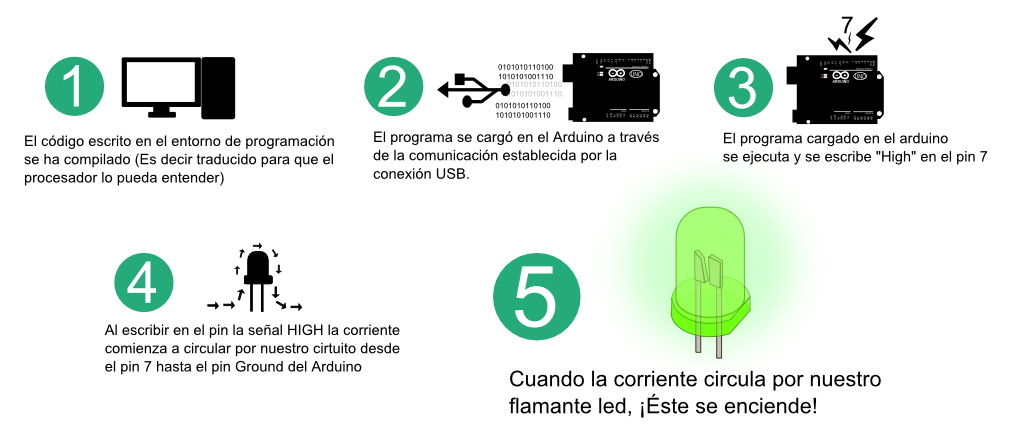 1
El código escrito en el entorno de programación
se ha compilado (Es decir traducido para que el
procesador lo pueda entender)
2
0101010110100
1010101001110
0101010110100
1010101001110
0101010110100
1010101001110
ARDUINO
UNO
El programa se cargó en el Arduino a través
de la comunicación establecida por la
conexión USB.
3
7
ARDUINO
UNO
El programa cargado en el arduino
se ejecuta y se escribe "High" en el pin 7
4
Al escribir en el pin la señal HIGH la corriente
comienza a circular por nuestro cirtuito desde
el pin 7 hasta el pin Ground del Arduino
5
Cuando la corriente circula por nuestro
flamante led, ¡Éste se enciende!